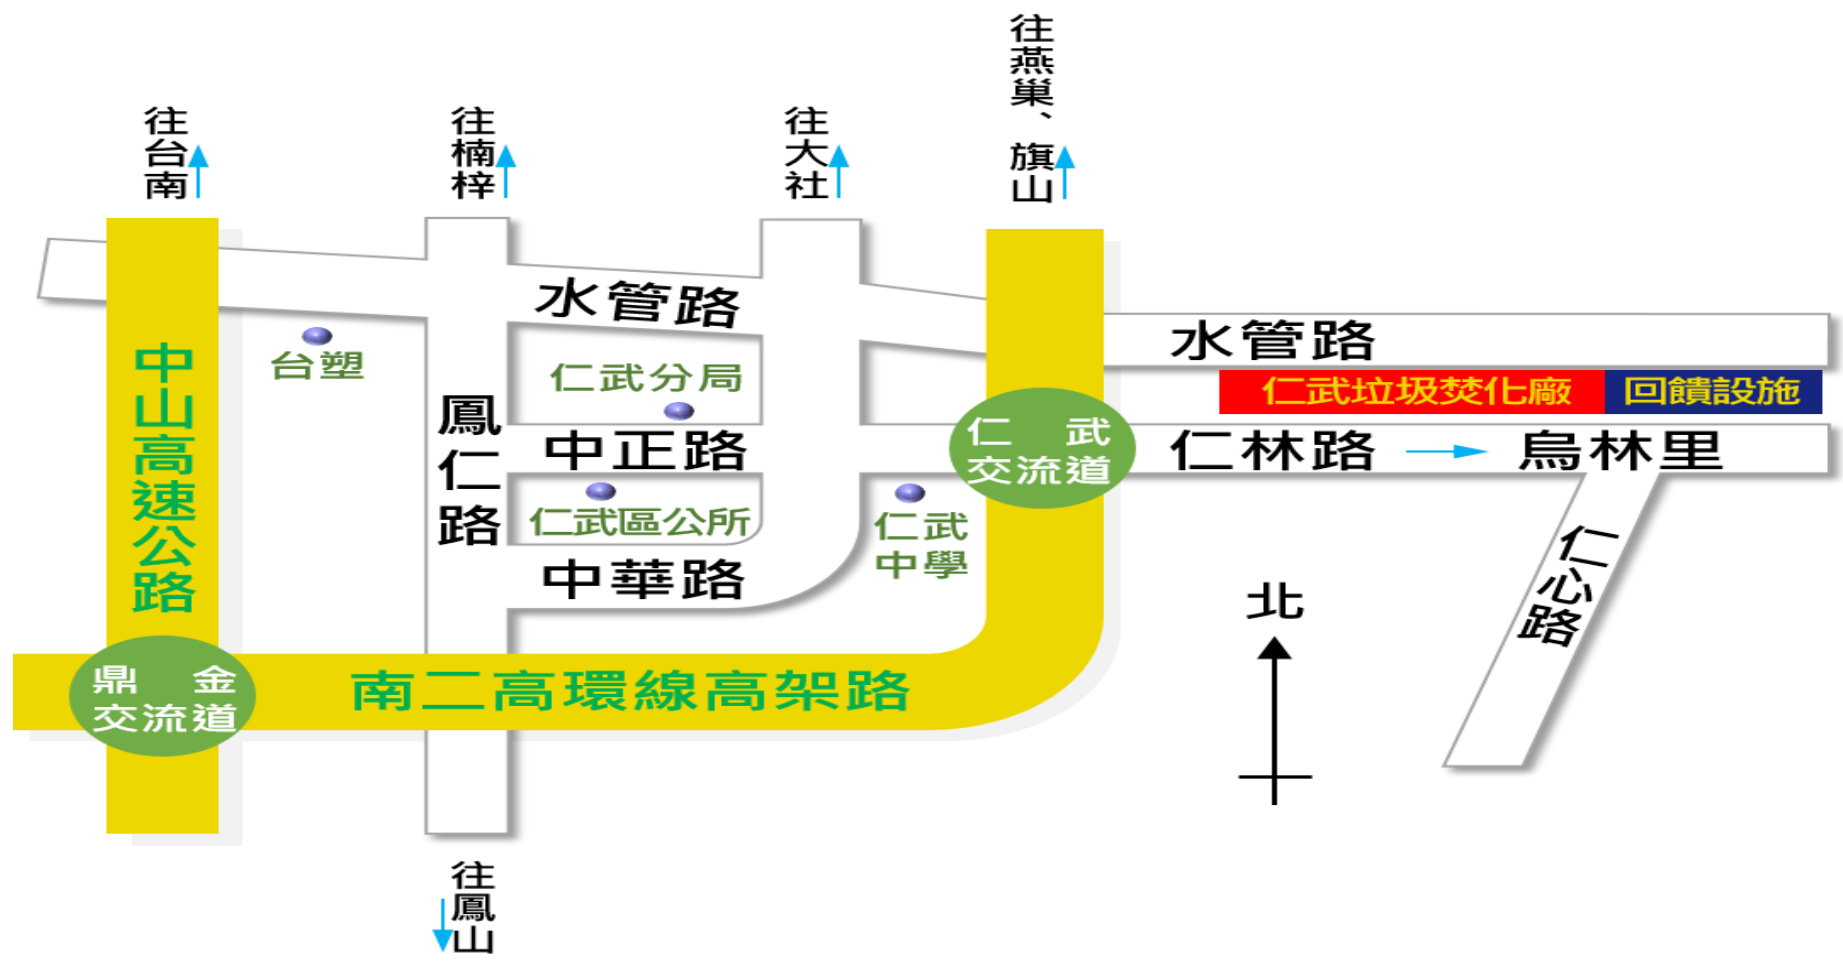 往燕巢、旗山
往台南
往楠梓
往大社
水管路
水管路
中山高速公路
台塑
仁武分局
仁武垃圾焚化廠
回饋設施
鳳仁路
中正路
仁武
交流道
仁林路
烏林里
仁武區公所
仁武
中學
中華路
仁心路
北
鼎金
交流道
南二高環線高架路
往鳳山